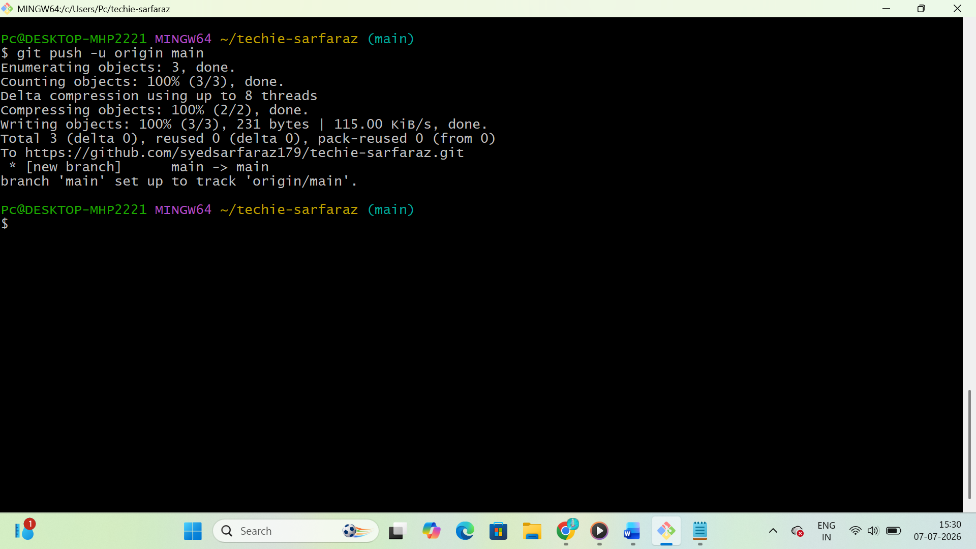 MINGW64:/c/Users/Pc/techie-sarfaraz
Pc@DESKTOP-MHP2221 MINGW64 ~/techie-sarfaraz (main)
$ git push -u origin main
Enumerating objects: 3, done.
Counting objects: 100% (3/3), done.
Delta compression using up to 8 threads
Compressing objects: 100% (2/2), done.
Writing objects: 100% (3/3), 231 bytes | 115.00 KiB/s, done.
Total 3 (delta 0), reused 0 (delta 0), pack-reused 0 (from 0)
To https://github.com/syedsarfaraz179/techie-sarfaraz.git
 * [new branch]      main -> main
branch 'main' set up to track 'origin/main'.
Pc@DESKTOP-MHP2221 MINGW64 ~/techie-sarfaraz (main)
$
1
Search
ENG
IN
15:30
07-07-2026